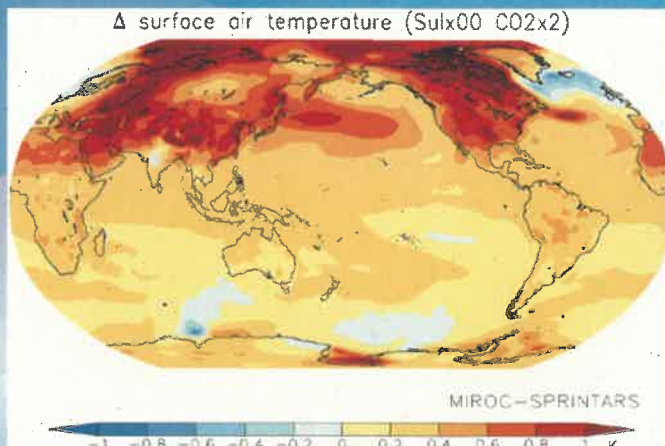 Δ surface air temperature (Sulx00 CO2x2)
MIROC-SPRINTARS
-1 -0.8 -0.6 -0.4 -0.2 0 0.2 0.4 0.6 0.8 1 K